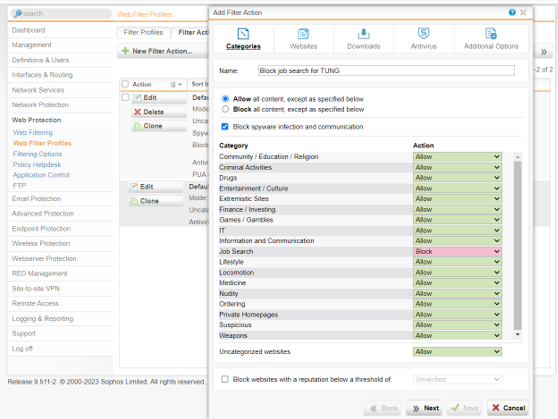 search
Web Filter Profiles
Dashboard
Management
Definitions & Users
Interfaces & Routing
Network Services
Network Protection
Web Protection
Web Filtering
Web Filter Profiles
Filtering Options
Policy Helpdesk
Application Control
FTP
Email Protection
Advanced Protection
Endpoint Protection
Wireless Protection
Webserver Protection
RED Management
Site-to-site VPN
Remote Access
Logging & Reporting
Support
Log off
Filter Profiles
Filter Actio
New Filter Action...
-2 of 2
Action
Sort b
Edit
Delete
Clone
Defau
Mode
Unca
Spyw
Block
Antivi
PUA
Edit
Clone
Defau
Mode
Uncat
Antivir
Add Filter Action
Categories
Websites
Downloads
Antivirus
Additional Options
Name:
Block job search for TUNG
Allow all content, except as specified below
Block all content, except as specified below
Block spyware infection and communication
Category Action
Community / Education / Religion Allow
Criminal Activities Allow
Drugs Allow
Entertainment / Culture Allow
Extremistic Sites Allow
Finance / Investing Allow
Games / Gambles Allow
IT Allow
Information and Communication Allow
Job Search Block
Lifestyle Allow
Locomotion Allow
Medicine Allow
Nudity Allow
Ordering Allow
Private Homepages Allow
Suspicious Allow
Weapons Allow
Uncategorized websites Allow
Block websites with a reputation below a threshold of Unverified
Back
Next
Save
Cancel
Release 9.511-2 © 2000-2023 Sophos Limited. All rights reserved.